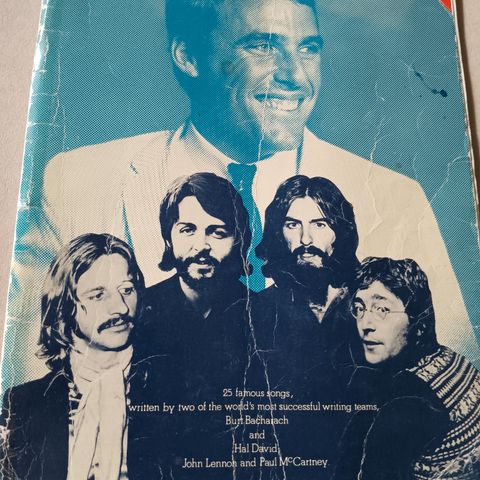 25 famous songs,
written by two of the world's most successful writing teams,
Burt Bacharach
and
Hal David
John Lennon and Paul McCartney